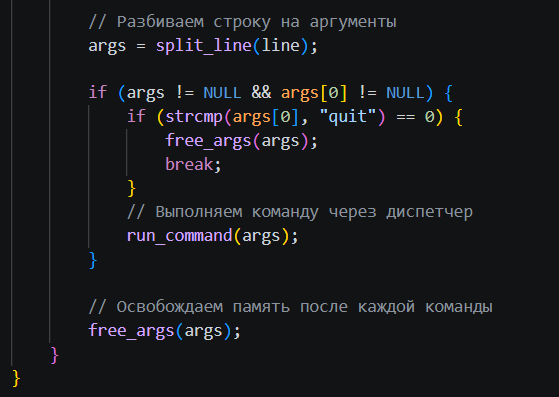 // Разбиваем строку на аргументы
args = split_line(line);
if (args != NULL && args[0] != NULL) {
if (strcmp(args[0], "quit") == 0) {
free_args(args);
break;
}
// Выполняем команду через диспетчер
run_command(args);
}
// Освобождаем память после каждой команды
free_args(args);
}
}